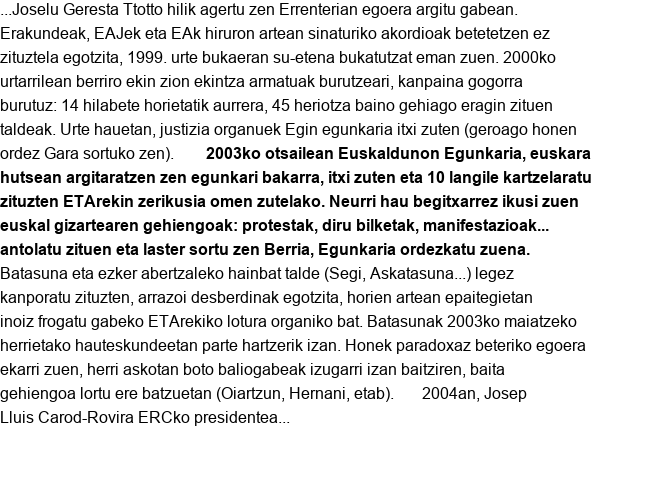 ...Joselu Geresta Ttotto hilik agertu zen Errenterian egoera argitu gabean.
Erakundeak, EAJek eta EAk hiruron artean sinaturiko akordioak betetetzen ez
zituztela egotzita, 1999. urte bukaeran su-etena bukatutzat eman zuen. 2000ko
urtarrilean berriro ekin zion ekintza armatuak burutzeari, kanpaina gogorra
burutuz: 14 hilabete horietatik aurrera, 45 heriotza baino gehiago eragin zituen
taldeak. Urte hauetan, justizia organuek Egin egunkaria itxi zuten (geroago honen
ordez Gara sortuko zen). 2003ko otsailean Euskaldunon Egunkaria, euskara
hutsean argitaratzen zen egunkari bakarra, itxi zuten eta 10 langile kartzelaratu
zituzten ETArekin zerikusia omen zutelako. Neurri hau begitxarrez ikusi zuen
euskal gizartearen gehiengoak: protestak, diru bilketak, manifestazioak...
antolatu zituen eta laster sortu zen Berria, Egunkaria ordezkatu zuena.
Batasuna eta ezker abertzaleko hainbat talde (Segi, Askatasuna...) legez
kanporatu zituzten, arrazoi desberdinak egotzita, horien artean epaitegietan
inoiz frogatu gabeko ETArekiko lotura organiko bat. Batasunak 2003ko maiatzeko
herrietako hauteskundeetan parte hartzerik izan. Honek paradoxaz beteriko egoera
ekarri zuen, herri askotan boto baliogabeak izugarri izan baitziren, baita
gehiengoa lortu ere batzuetan (Oiartzun, Hernani, etab). 2004an, Josep
Lluis Carod-Rovira ERCko presidentea...